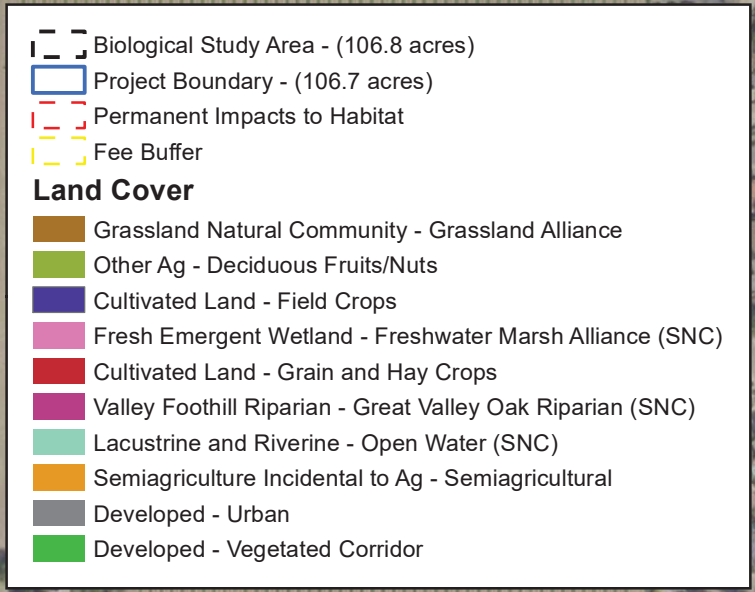 Biological Study Area - (106.8 acres)
Project Boundary - (106.7 acres)
Permanent Impacts to Habitat
Fee Buffer
Land Cover
Grassland Natural Community - Grassland Alliance
Other Ag - Deciduous Fruits/Nuts
Cultivated Land - Field Crops
Fresh Emergent Wetland - Freshwater Marsh Alliance (SNC)
Cultivated Land - Grain and Hay Crops
Valley Foothill Riparian - Great Valley Oak Riparian (SNC)
Lacustrine and Riverine - Open Water (SNC)
Semiagriculture Incidental to Ag - Semiagricultural
Developed - Urban
Developed - Vegetated Corridor